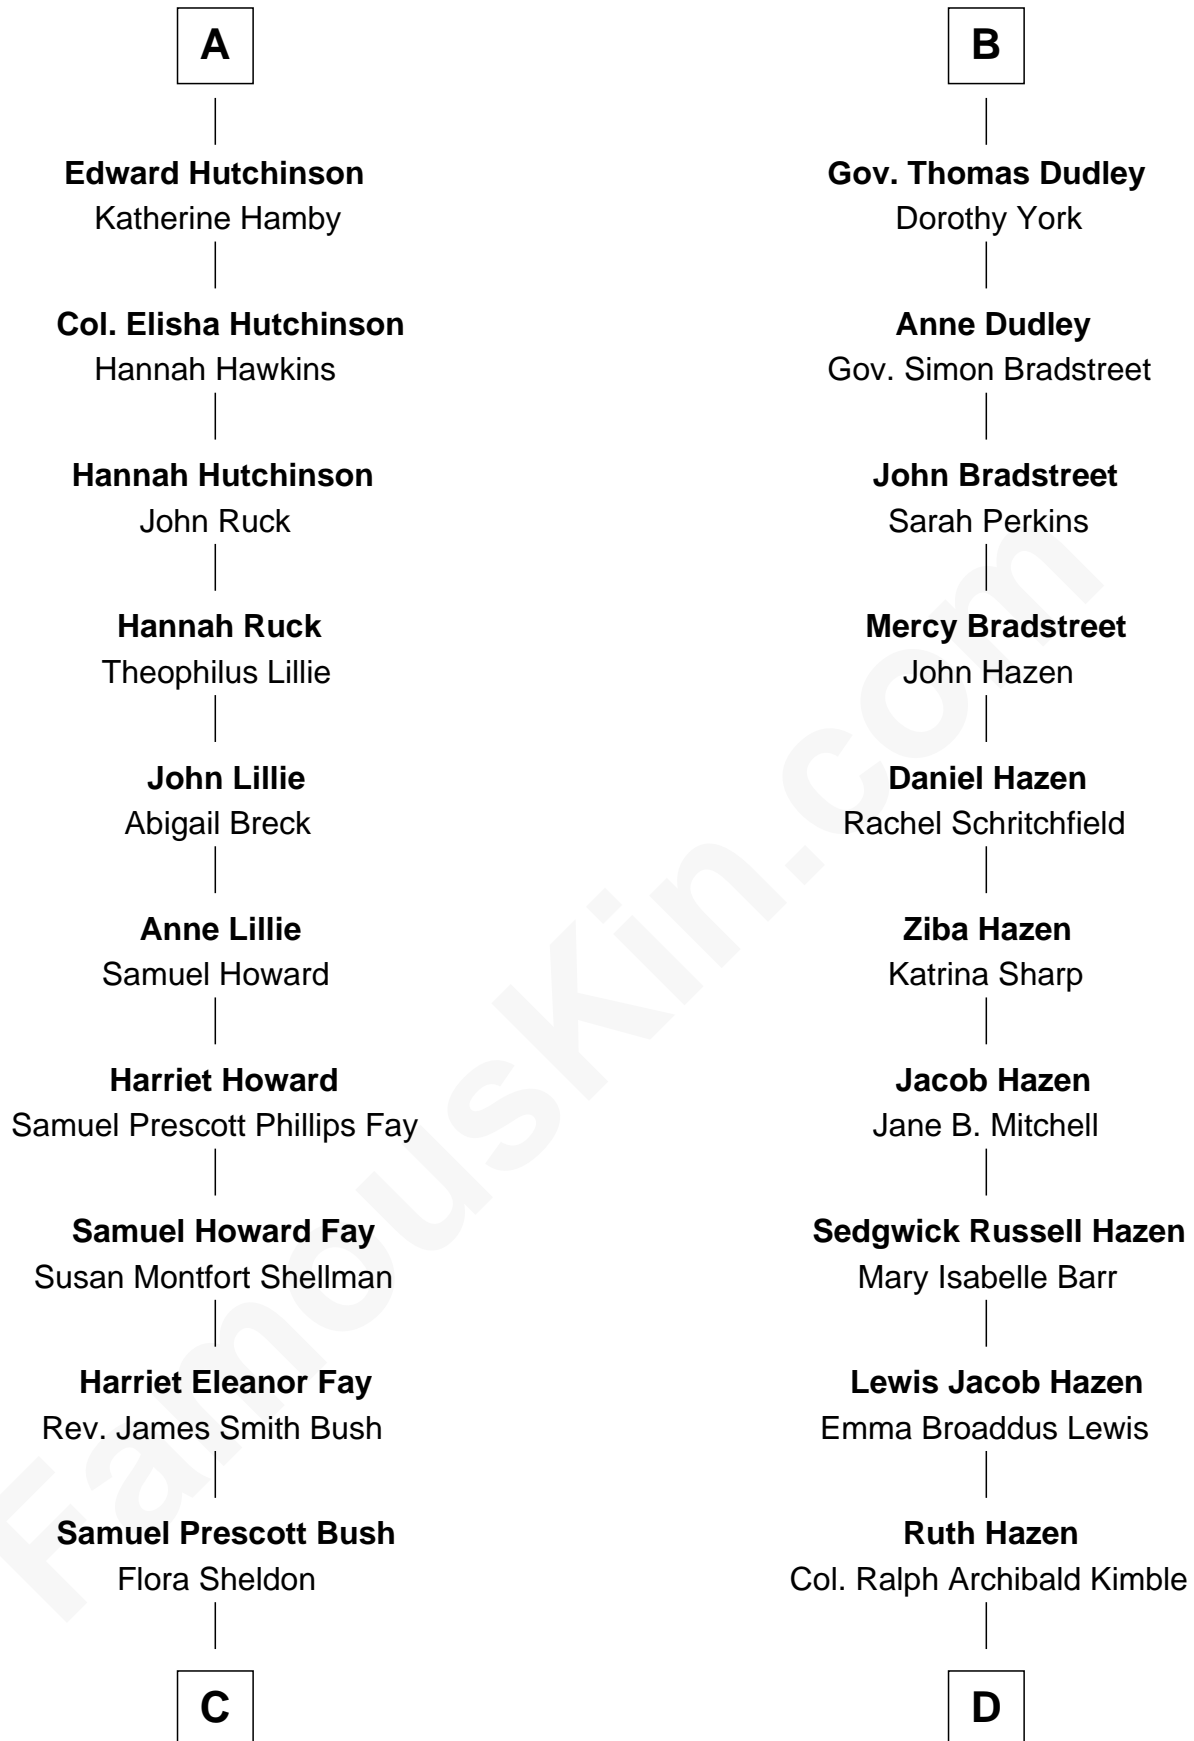 A
Edward Hutchinson
Katherine Hamby
Col. Elisha Hutchinson
Hannah Hawkins
Hannah Hutchinson
John Ruck
Hannah Ruck
Theophilus Lillie
John Lillie
Abigail Breck
Anne Lillie
Samuel Howard
Harriet Howard
Samuel Prescott Phillips Fay
Samuel Howard Fay
Susan Montfort Shellman
Harriet Eleanor Fay
Rev. James Smith Bush
Samuel Prescott Bush
Flora Sheldon
C
B
Gov. Thomas Dudley
Dorothy York
Anne Dudley
Gov. Simon Bradstreet
John Bradstreet
Sarah Perkins
Mercy Bradstreet
John Hazen
Daniel Hazen
Rachel Schritchfield
Ziba Hazen
Katrina Sharp
Jacob Hazen
Jane B. Mitchell
Sedgwick Russell Hazen
Mary Isabelle Barr
Lewis Jacob Hazen
Emma Broaddus Lewis
Ruth Hazen
Col. Ralph Archibald Kimble
D
FamousKin.com